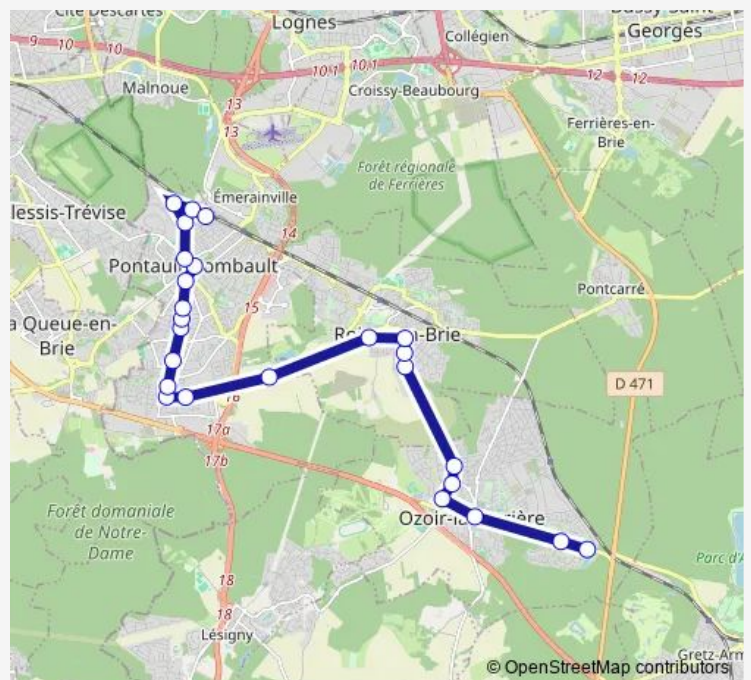 Cité Descartes
Lognes
Bussy-Saint-
Georges
Collégien
9
10
10
10 1
10 1
12
12
Malnoue
Croissy-Beaubourg
13
13
Ferrières-en-
Brie
Forêt régionale
de Ferrières
Émerainville
lessis-Trévise
14
Pontault-Combault
Pontcarré
15
a Queue-en-
Brie
D 471
16
17a
17b
Forêt domaniale
de Notre-
Dame
Parc d'A
18
18
Lésigny
Gretz-Arm
© OpenStreetMap contributors